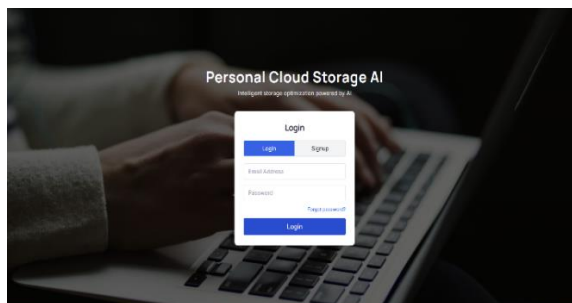 Personal Cloud Storage AI
Intelligent storage optimization powered by AI
Login
Login Signup
Email Address
Password
Forgot password?
Login